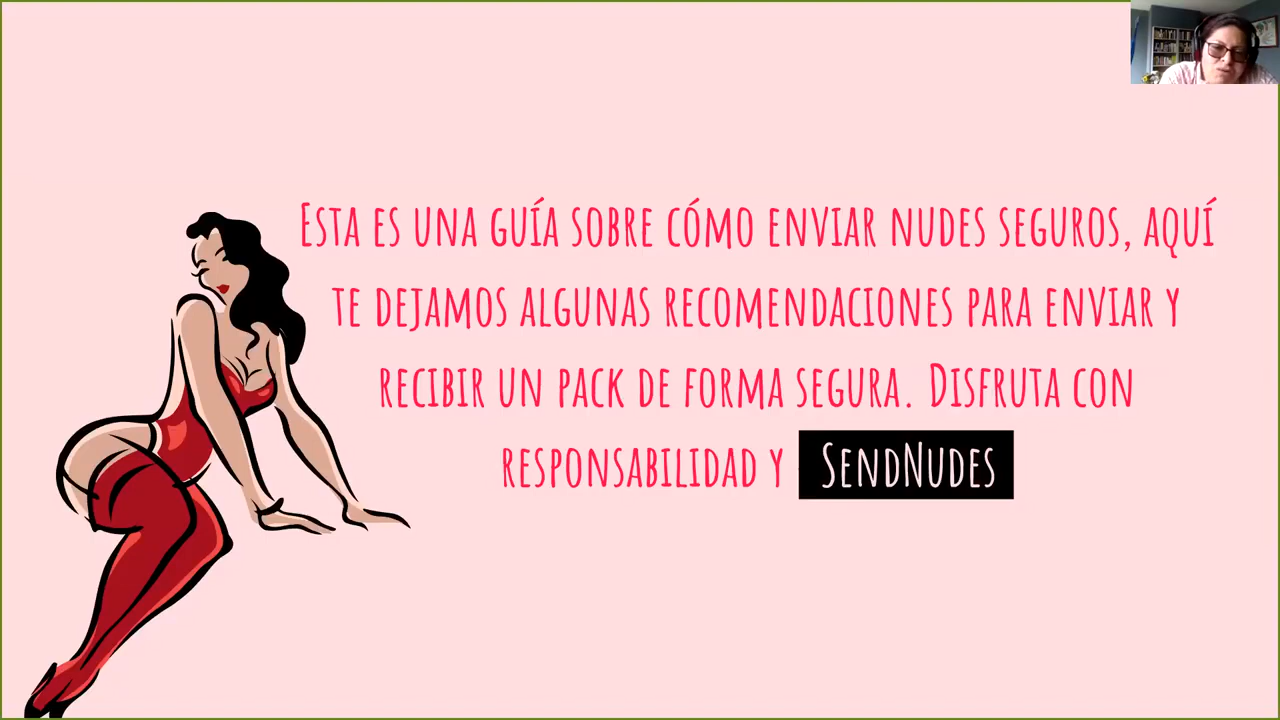 Esta es una guía sobre cómo enviar nudes seguros, aquí
te dejamos algunas recomendaciones para enviar y
recibir un pack de forma segura. Disfruta con
responsabilidad y SendNudes